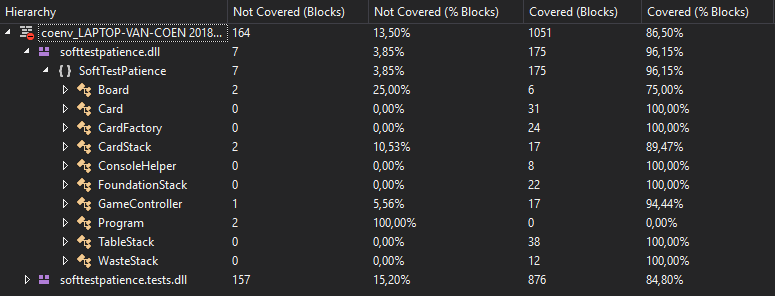 Hierarchy Not Covered (Blocks) Not Covered (% Blocks) Covered (Blocks) Covered (% Blocks)
coenv_LAPTOP-VAN-COEN 2018... 164 13,50% 1051 86,50%
softtestpatience.dll 7 3,85% 175 96,15%
{ } SoftTestPatience 7 3,85% 175 96,15%
Board 2 25,00% 6 75,00%
Card 0 0,00% 31 100,00%
CardFactory 0 0,00% 24 100,00%
CardStack 2 10,53% 17 89,47%
ConsoleHelper 0 0,00% 8 100,00%
FoundationStack 0 0,00% 22 100,00%
GameController 1 5,56% 17 94,44%
Program 2 100,00% 0 0,00%
TableStack 0 0,00% 38 100,00%
WasteStack 0 0,00% 12 100,00%
softtestpatience.tests.dll 157 15,20% 876 84,80%